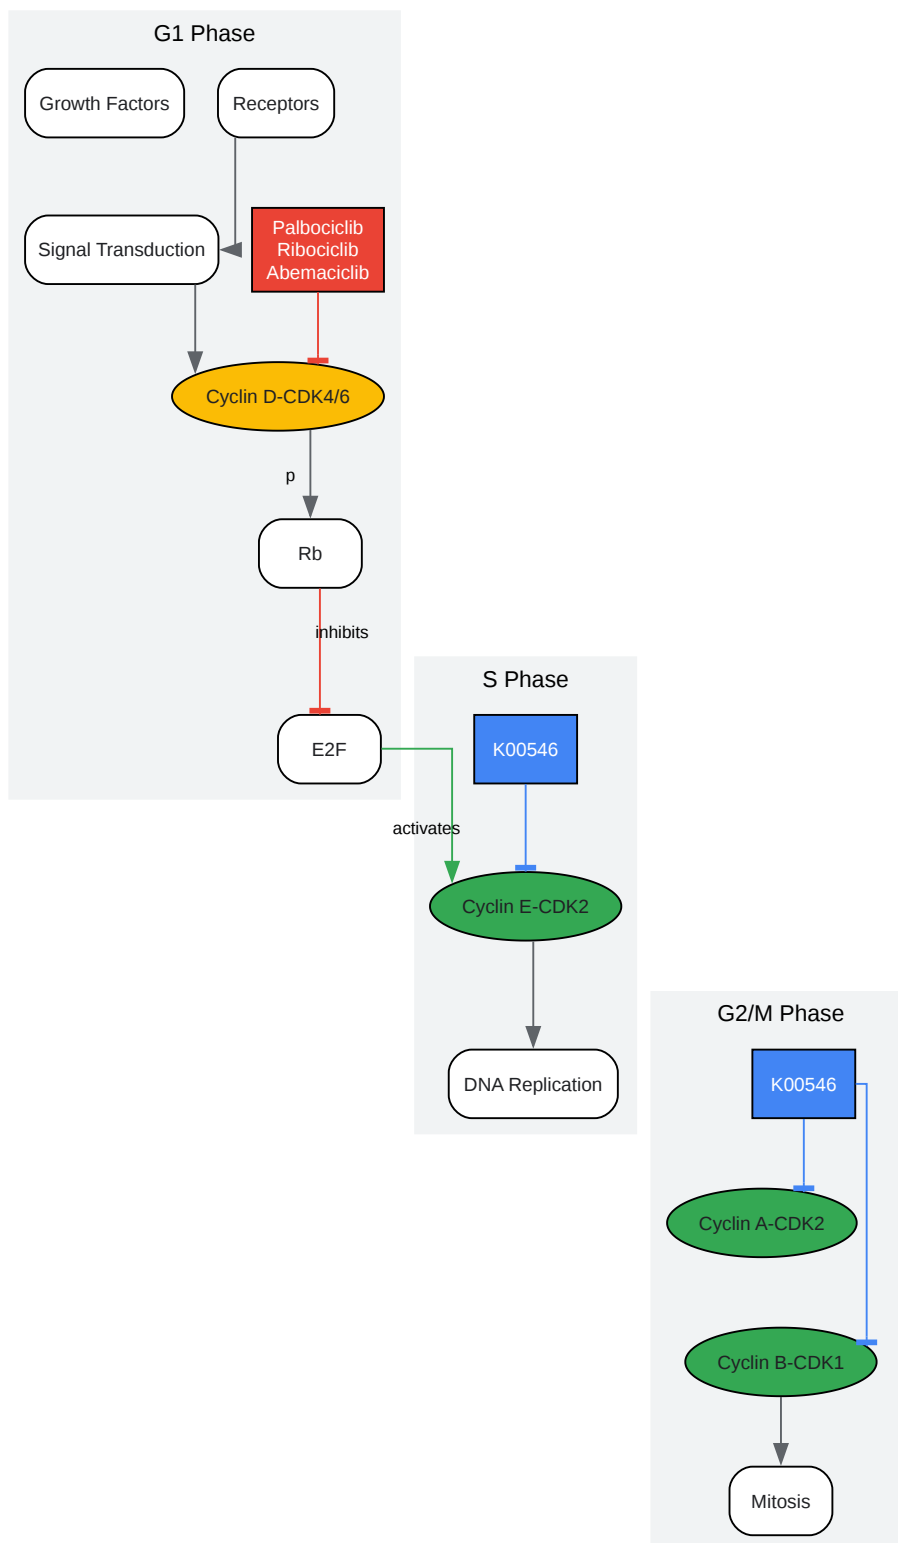 G1 Phase
Growth Factors
Receptors
Signal Transduction
Palbociclib
Ribociclib
Abemaciclib
Cyclin D-CDK4/6
p
Rb
inhibits
E2F
activates
S Phase
K00546
Cyclin E-CDK2
DNA Replication
G2/M Phase
K00546
Cyclin A-CDK2
Cyclin B-CDK1
Mitosis